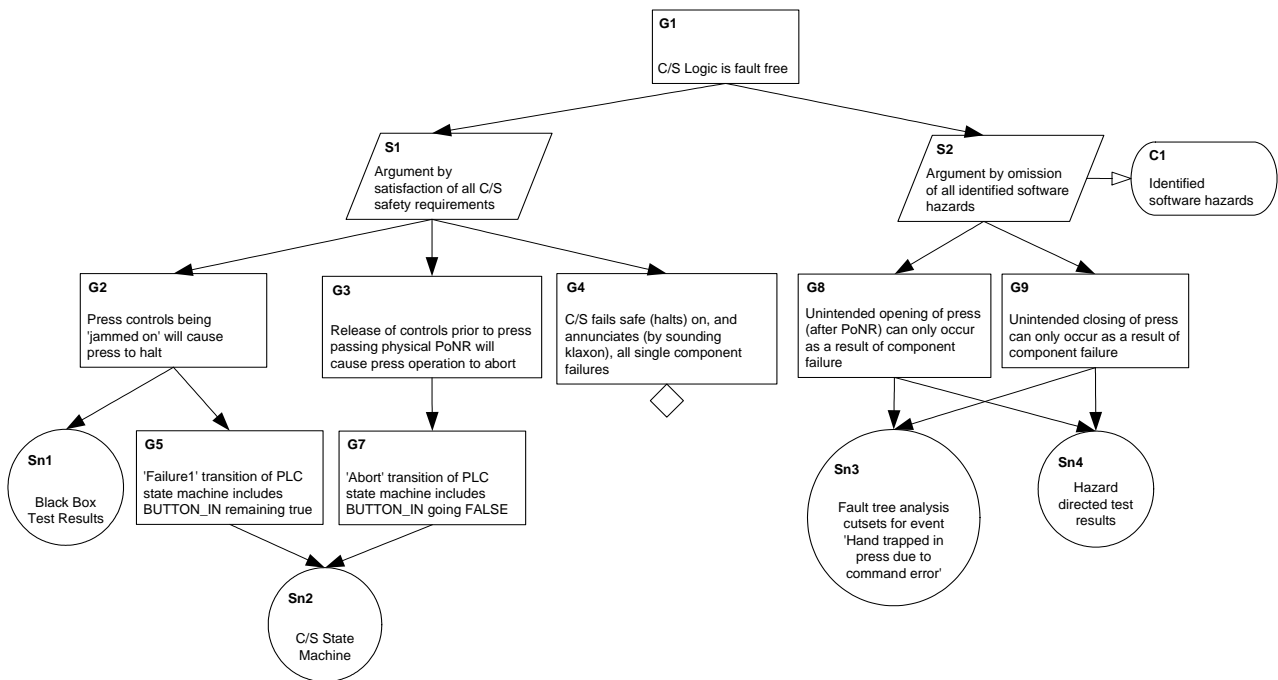 G1
C/S Logic is fault free
S1
Argument by
satisfaction of all C/S
safety requirements
S2
Argument by omission
of all identified software
hazards
C1
Identified
software hazards
G2
Press controls being
'jammed on' will cause
press to halt
G3
Release of controls prior to press
passing physical PoNR will
cause press operation to abort
G4
C/S fails safe (halts) on, and
annunciates (by sounding
klaxon), all single component
failures
G8
Unintended opening of press
(after PoNR) can only occur
as a result of component
failure
G9
Unintended closing of press
can only occur as a result of
component failure
Sn1
Black Box
Test Results
G5
'Failure1' transition of PLC
state machine includes
BUTTON_IN remaining true
G7
'Abort' transition of PLC
state machine includes
BUTTON_IN going FALSE
Sn3
Fault tree analysis
cutsets for event
'Hand trapped in
press due to
command error'
Sn4
Hazard
directed test
results
Sn2
C/S State
Machine